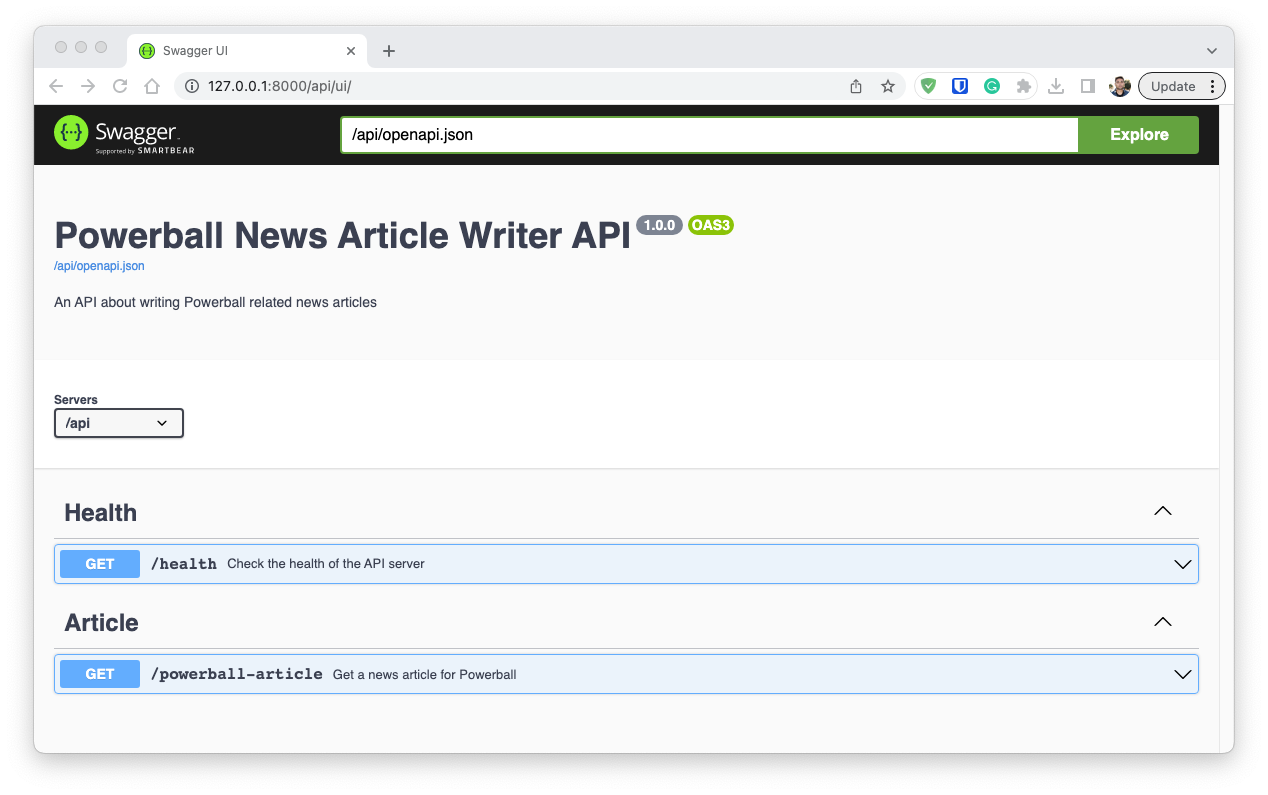 Swagger UI
127.0.0.1:8000/api/ui/
Update
Swagger.
Supported by SMARTBEAR
/api/openapi.json
Explore
Powerball News Article Writer API 1.0.0 OAS3
/api/openapi.json
An API about writing Powerball related news articles
Servers
/api
Health
GET /health Check the health of the API server
Article
GET /powerball-article Get a news article for Powerball